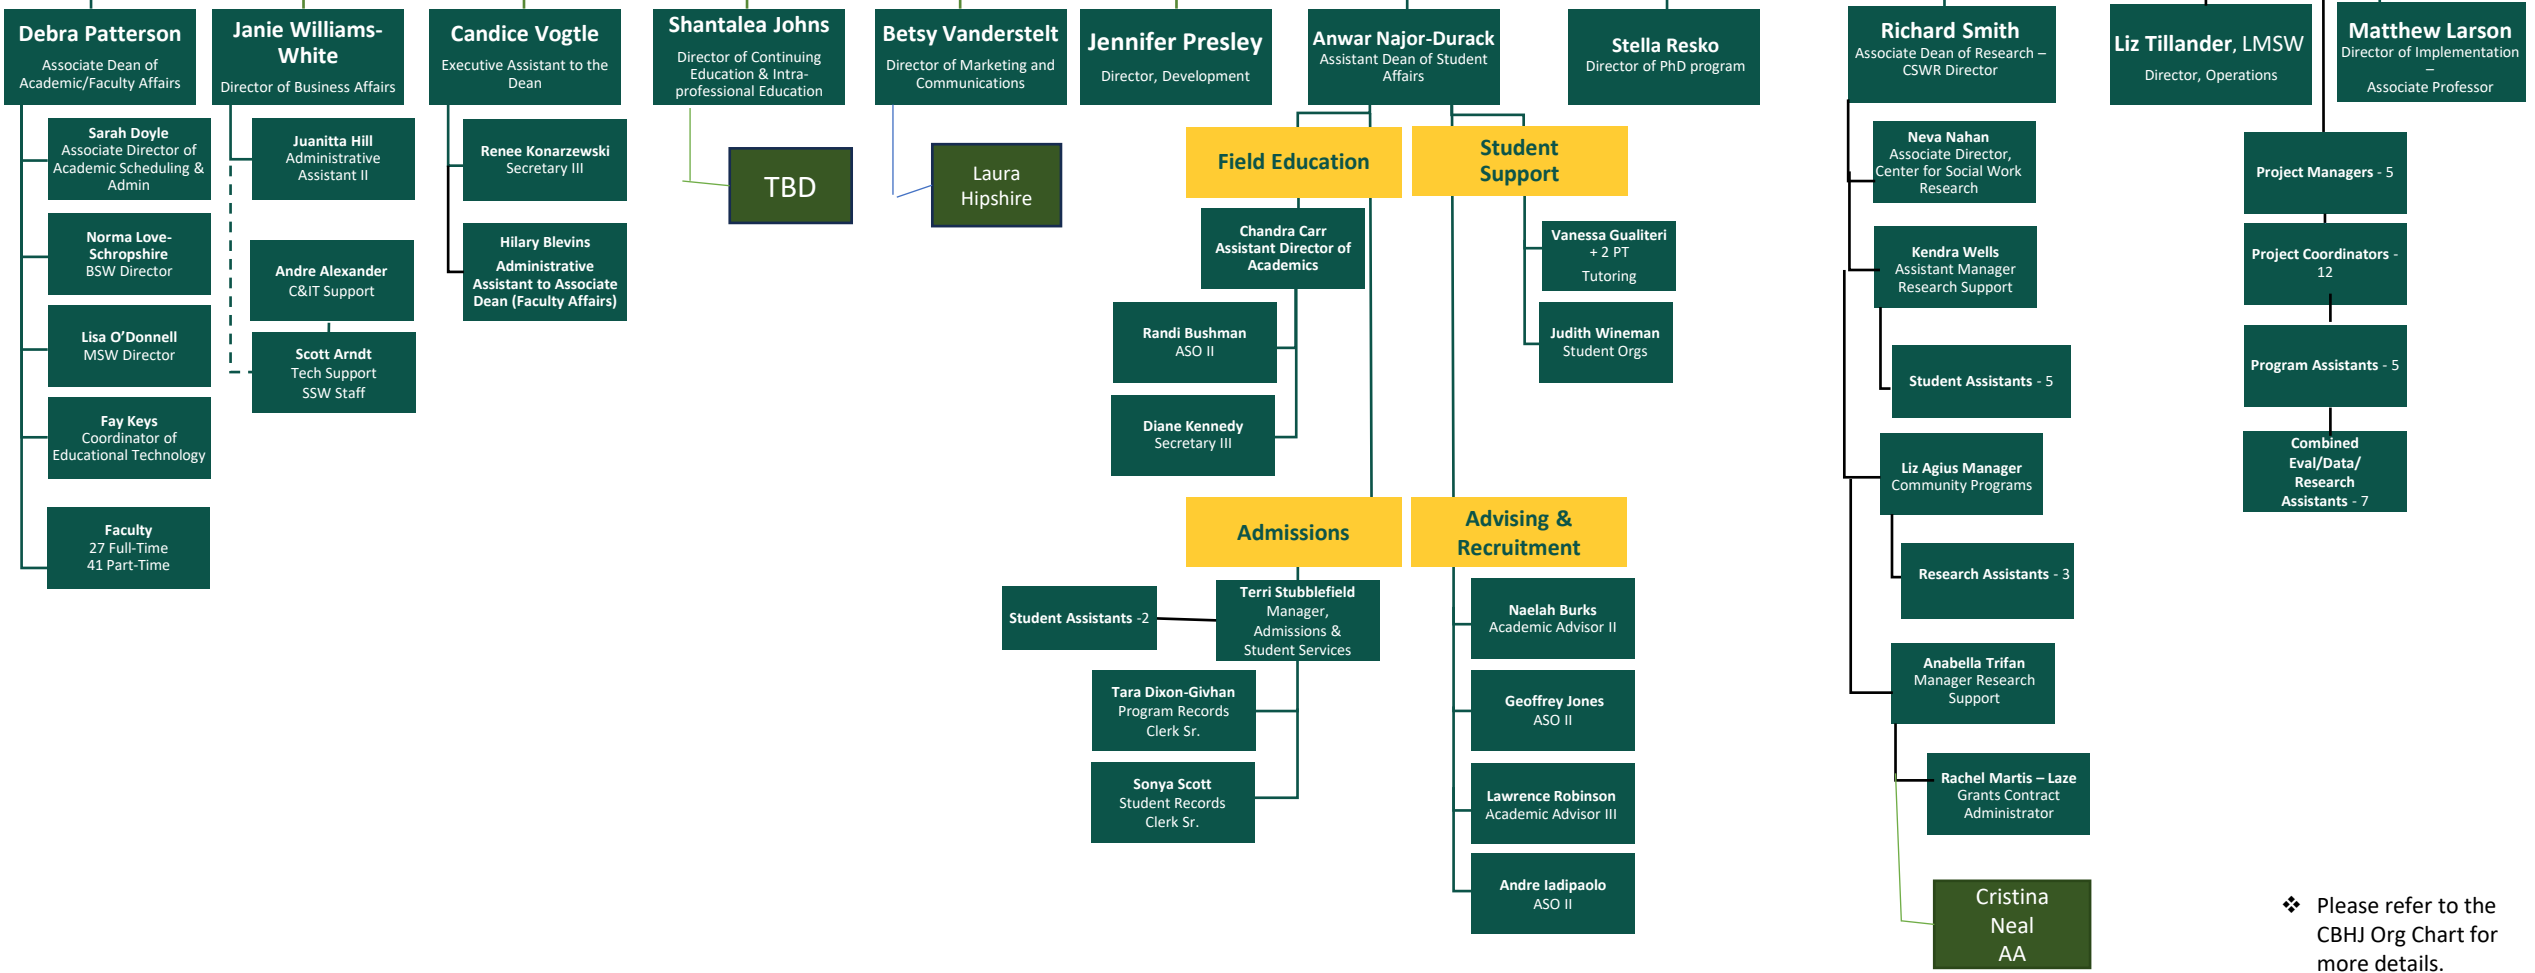 Debra Patterson
Associate Dean of
Academic/Faculty Affairs
Sarah Doyle
Associate Director of
Academic Scheduling &
Admin
Norma Love-
Schropshire
BSW Director
Lisa O’Donnell
MSW Director
Fay Keys
Coordinator of
Educational Technology
Faculty
27 Full-Time
41 Part-Time
Janie Williams-
White
Director of Business Affairs
Juanitta Hill
Administrative
Assistant II
Andre Alexander
C&IT Support
Scott Arndt
Tech Support
SSW Staff
Candice Vogtle
Executive Assistant to the
Dean
Renee Konarzewski
Secretary III
Hilary Blevins
Administrative
Assistant to Associate
Dean (Faculty Affairs)
Shantalea Johns
Director of Continuing
Education & Intra-
professional Education
TBD
Betsy Vanderstelt
Director of Marketing and
Communications
Laura
Hipshire
Jennifer Presley
Director, Development
Anwar Najor-Durack
Assistant Dean of Student
Affairs
Field Education
Chandra Carr
Assistant Director of
Academics
Randi Bushman
ASO II
Diane Kennedy
Secretary III
Student
Support
Vanessa Gualiteri
+ 2 PT
Tutoring
Judith Wineman
Student Orgs
Admissions
Terri Stubblefield
Manager,
Admissions &
Student Services
Student Assistants -2
Tara Dixon-Givhan
Program Records
Clerk Sr.
Sonya Scott
Student Records
Clerk Sr.
Advising &
Recruitment
Naelah Burks
Academic Advisor II
Geoffrey Jones
ASO II
Lawrence Robinson
Academic Advisor III
Andre Iadipaolo
ASO II
Stella Resko
Director of PhD program
Richard Smith
Associate Dean of Research –
CSWR Director
Neva Nahan
Associate Director,
Center for Social Work
Research
Kendra Wells
Assistant Manager
Research Support
Student Assistants - 5
Liz Agius Manager
Community Programs
Research Assistants - 3
Anabella Trifan
Manager Research
Support
Rachel Martis – Laze
Grants Contract
Administrator
Cristina
Neal
AA
Liz Tillander, LMSW
Director, Operations
Matthew Larson
Director of Implementation
–
Associate Professor
Project Managers - 5
Project Coordinators -
12
Program Assistants - 5
Combined
Eval/Data/
Research
Assistants - 7
❖ Please refer to the
CBHJ Org Chart for
more details.